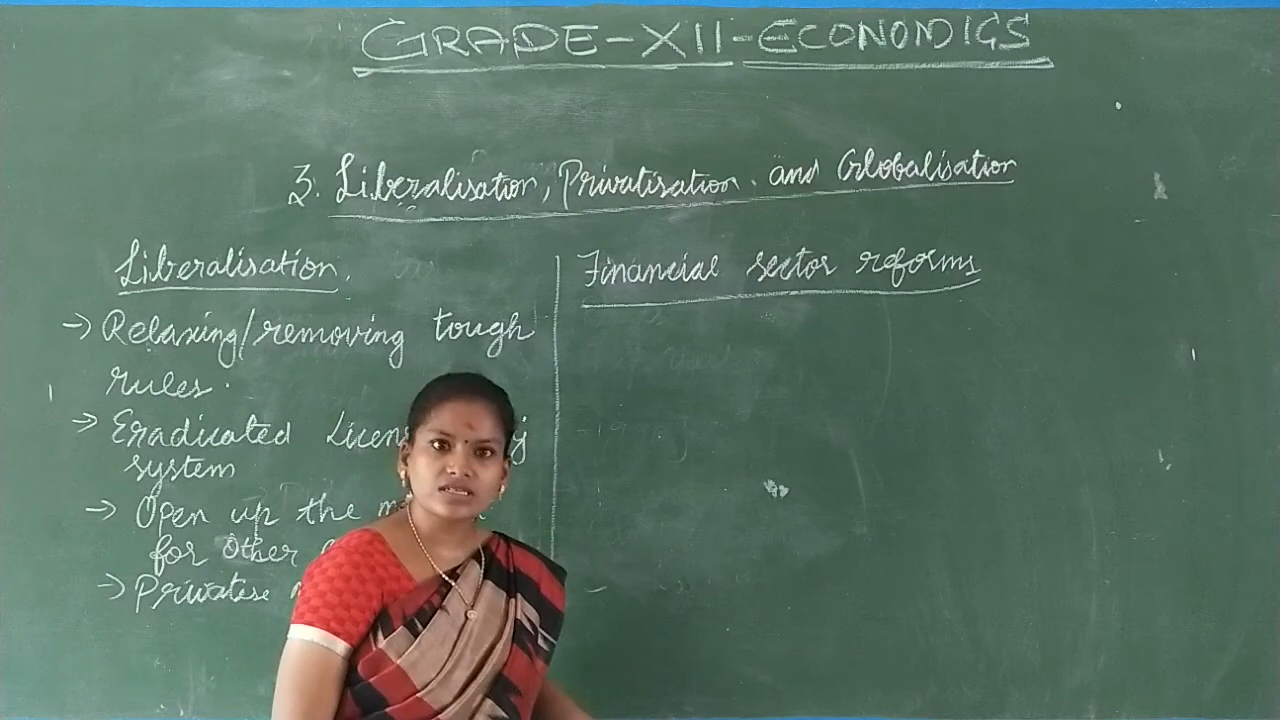 GRADE-XII-ECONOMICS
3. Liberalisation, Privatisation. and Globalisation
Liberalisation.
→ Relaxing/removing tough
rules.
→ Eradicated
system
→ Open up the
for other
→ Privatise
Financial sector reforms